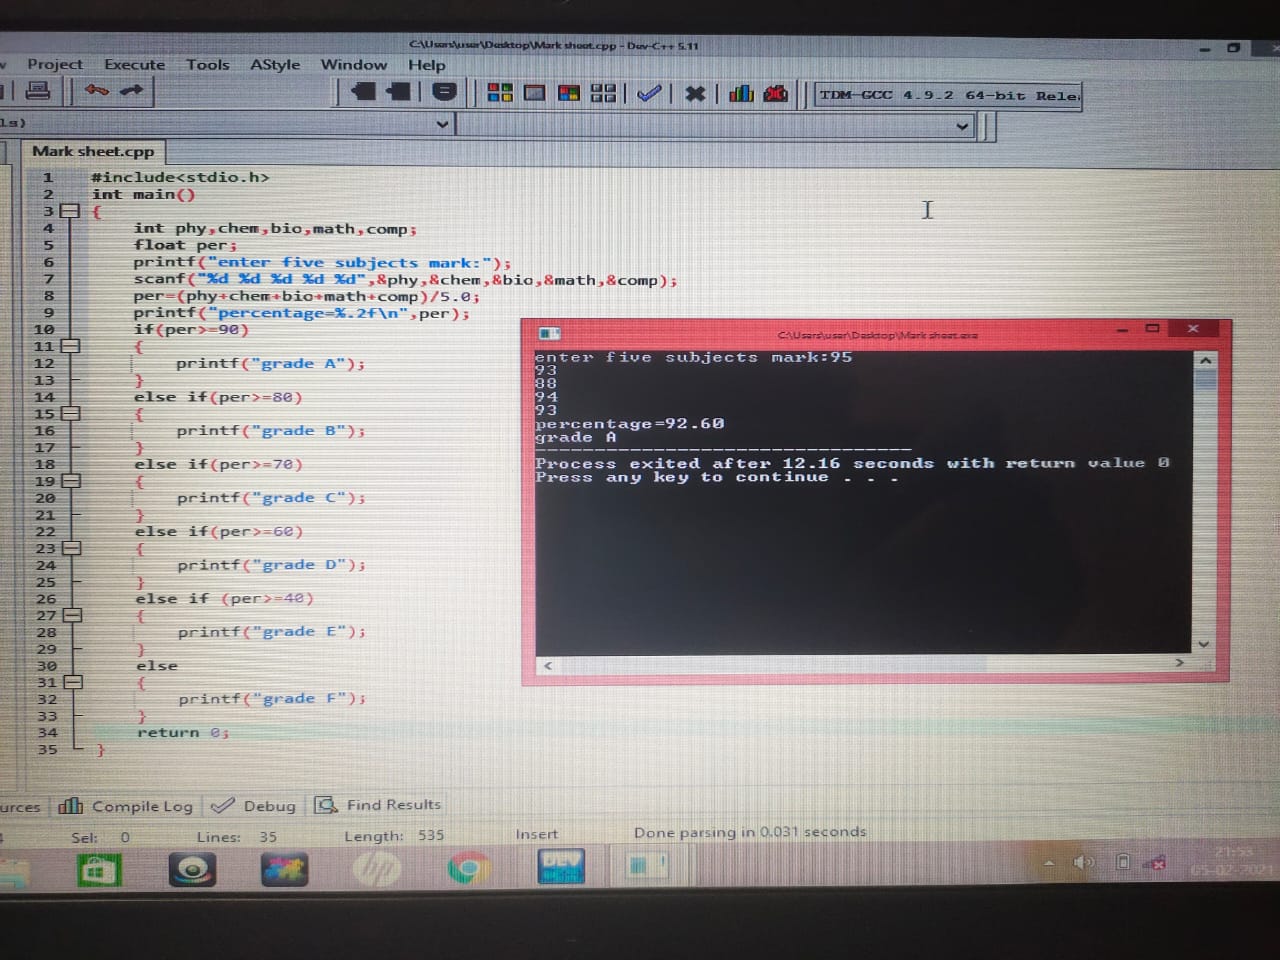 C:\Users\user\Desktop\Mark sheet.cpp - Dev-C++ 5.11
Project Execute Tools AStyle Window Help
TDM-GCC 4.9.2 64-bit Rele
ls)
Mark sheet.cpp
1 #include<stdio.h>
2 int main()
3 {
4 int phy,chem,bio,math,comp;
5 float per;
6 printf("enter five subjects mark:");
7 scanf("%d %d %d %d %d",&phy,&chem,&bio,&math,&comp);
8 per=(phy+chem+bio+math+comp)/5.0;
9 printf("percentage=%.2f\n",per);
10 if(per>=90)
11 {
12 printf("grade A");
13 }
14 else if(per>=80)
15 {
16 printf("grade B");
17 }
18 else if(per>=70)
19 {
20 printf("grade C");
21 }
22 else if(per>=60)
23 {
24 printf("grade D");
25 }
26 else if (per>=40)
27 {
28 printf("grade E");
29 }
30 else
31 {
32 printf("grade F");
33 }
34 return 0;
35 }
C:\Users\user\Desktop\Mark sheet.exe
enter five subjects mark:95
93
88
94
93
percentage=92.60
grade A
--------------------------------
Process exited after 12.16 seconds with return value 0
Press any key to continue . . .
urces Compile Log Debug Find Results
Sel: 0 Lines: 35 Length: 535 Insert Done parsing in 0.031 seconds
hp DEV
21:53
05-02-2021